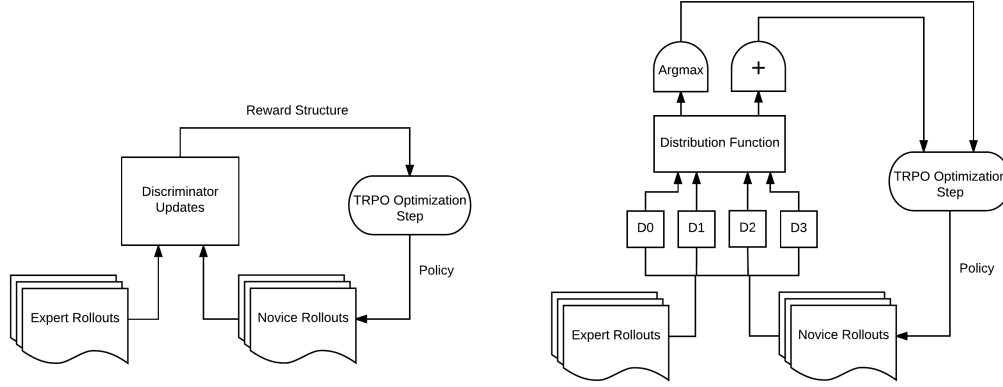 Reward Structure
Discriminator
Updates
TRPO Optimization
Step
Policy
Expert Rollouts
Novice Rollouts
Argmax
+
Distribution Function
TRPO Optimization
Step
D0
D1
D2
D3
Policy
Expert Rollouts
Novice Rollouts